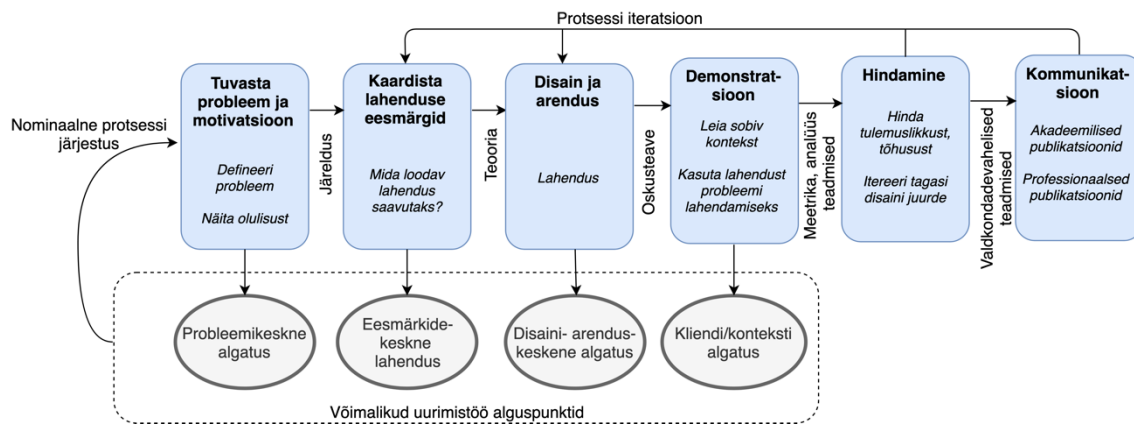 Protsessi iteratsioon
Nominaalne protsessi
järjestus
Tuvasta
probleem ja
motivatsioon
Defineeri
probleem
Näita olulisust
Järeldus
Kaardista
lahenduse
eesmärgid
Mida loodav
lahendus
saavutaks?
Teooria
Disain ja
arendus
Lahendus
Oskusteave
Demonstrat-
sioon
Leia sobiv
kontekst
Kasuta lahendust
probleemi
lahendamiseks
Meetrika, analüüs
teadmised
Hindamine
Hinda
tulemuslikkust,
tõhusust
Itereeri tagasi
disaini juurde
Valdkondadevahelised
teadmised
Kommunikat-
sioon
Akadeemilised
publikatsioonid
Professionaalsed
publikatsioonid
Probleemikeskne
algatus
Eesmärkide-
keskne
lahendus
Disaini- arendus-
keskene algatus
Kliendi/konteksti
algatus
Võimalikud uurimistöö alguspunktid